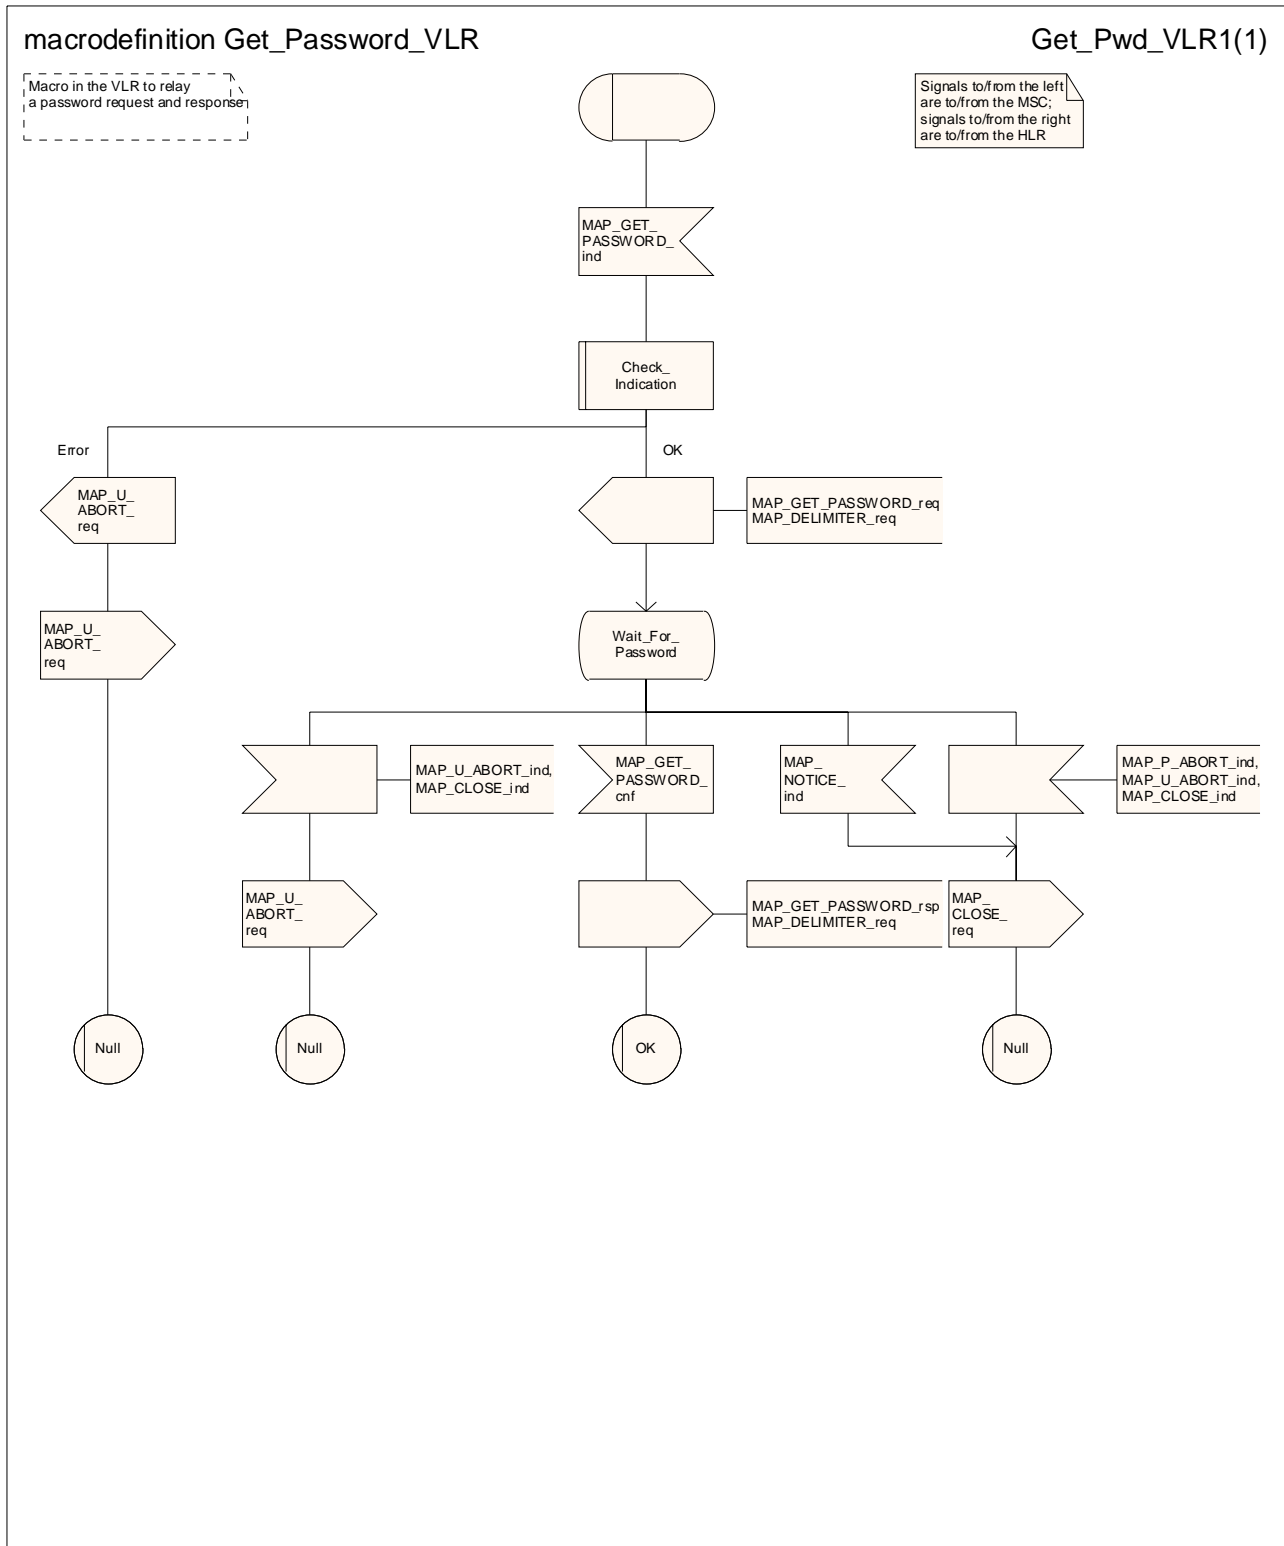 macrodefinition Get_Password_VLR
Get_Pwd_VLR1(1)
Macro in the VLR to relay
a password request and response
Signals to/from the left
are to/from the MSC;
signals to/from the right
are to/from the HLR
MAP_GET_
PASSWORD_
ind
Check_
Indication
Error
OK
MAP_U_
ABORT_
req
MAP_GET_PASSWORD_req
MAP_DELIMITER_req
MAP_U_
ABORT_
req
Wait_For_
Password
MAP_U_ABORT_ind,
MAP_CLOSE_ind
MAP_GET_
PASSWORD_
cnf
MAP_
NOTICE_
ind
MAP_P_ABORT_ind,
MAP_U_ABORT_ind,
MAP_CLOSE_ind
MAP_U_
ABORT_
req
MAP_GET_PASSWORD_rsp
MAP_DELIMITER_req
MAP_
CLOSE_
req
Null
Null
OK
Null